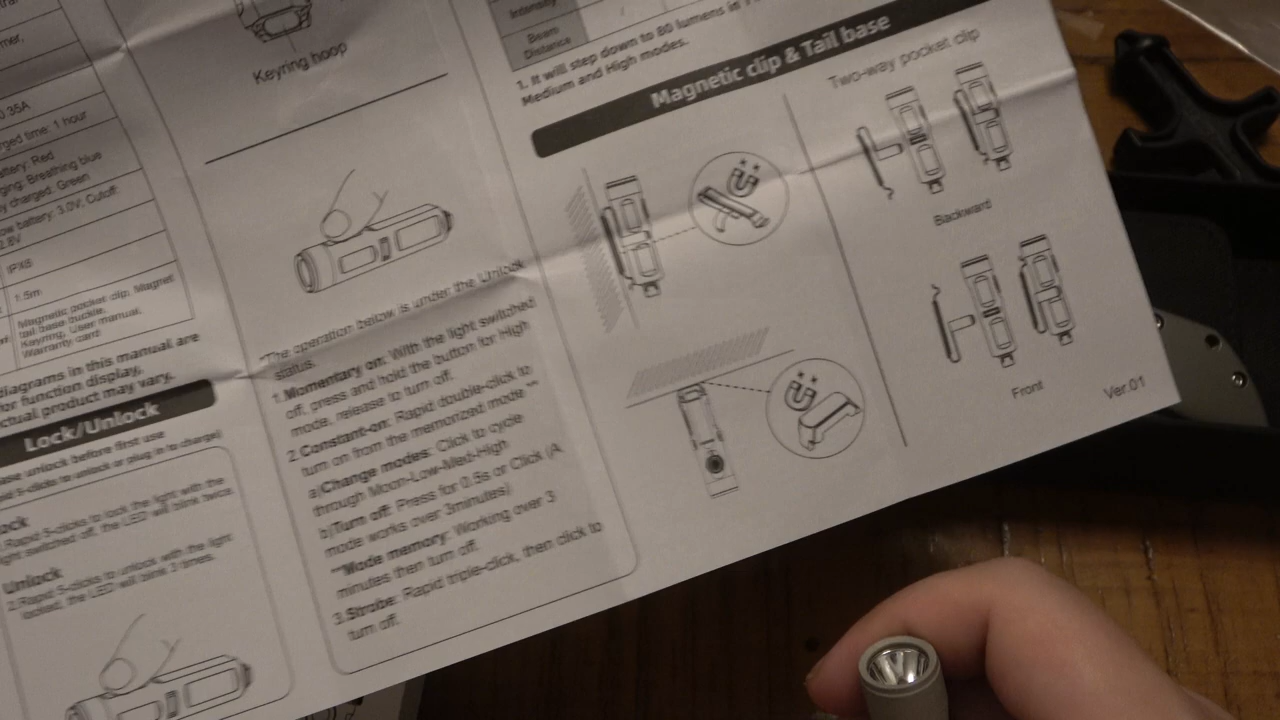 0.35A
rged time: 1 hour
attery: Red
ging: Breathing blue
y charged: Green
ow battery: 3.0V, Cutoff:
2.8V
IPX8
1.5m
Magnetic pocket clip, Magnet
tail base buckle,
Keyring, User manual,
Warranty card
diagrams in this manual are
for function display,
ctual product may vary.
Lock/Unlock
ase unlock before first use
pid 5-clicks to unlock or plug in to charge)
ock
Rapid 5-clicks to lock the light with the
ght switched off, the LED will blink twice.
Unlock
2.Rapid 5-clicks to unlock with the light
locked, the LED will blink 3 times.
Keyring hoop
*The operation below is under the Unlock
status.
1.Momentary on: With the light switched
off, press and hold the button for High
mode, release to turn off.
2.Constant-on: Rapid double-click to
turn on from the memorized mode**
a)Change modes: Click to cycle
through Moon-Low-Med-High
b)Turn off: Press for 0.5s or Click (A
mode works over 3minutes)
**Mode memory: Working over 3
minutes then turn off.
3.Strobe: Rapid triple-click, then click to
turn off.
Intensity
Beam
Distance
1. It will step down to 80 lumens in
Medium and High modes.
Magnetic clip & Tail base
Two-way pocket clip
Backward
Front
Ver.01